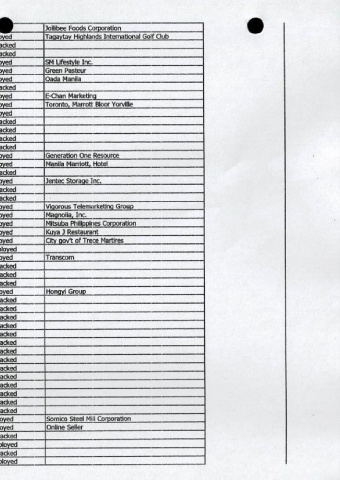 Jollibee Foods Corporation
oyed Tagaytay Highlands International Golf Club
acked
acked
oyed SM Lifestyle Inc.
oyed Green Pasteur
oyed Oada Manila
acked
oyed E-Chan Marketing
oyed Toronto, Marrott Bloor Yorville
oyed
acked
acked
acked
acked
oyed Generation One Resource
acked Manila Marriott, Hotel
acked
oyed Jentec Storage Inc.
acked
acked
oyed Vigorous Telemarketing Group
oyed Magnolia, Inc.
oyed Mitsuba Philippines Corporation
oyed Kuya J Restaurant
oyed City gov't of Trece Martires
ployed
oyed Transcom
acked
acked
acked
oyed Hongyi Group
acked
acked
acked
acked
acked
acked
acked
acked
acked
acked
acked
acked
acked
acked
oyed Somico Steel Mill Corporation
oyed Online Seller
acked
ployed
acked
ployed